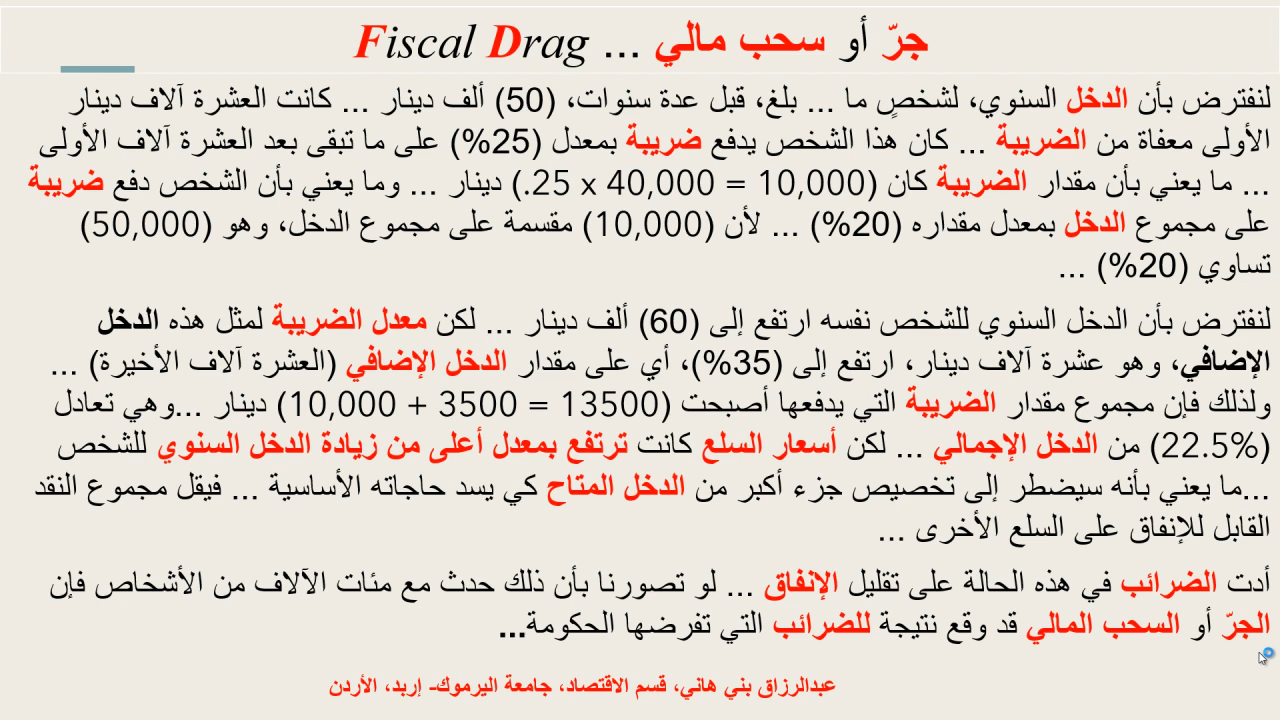 جرّ أو سحب مالي ... Fiscal Drag
لنفترض بأن الدخل السنوي، لشخصٍ ما ... بلغ، قبل عدة سنوات، (50) ألف دينار ... كانت العشرة آلاف دينار
الأولى معفاة من الضريبة ... كان هذا الشخص يدفع ضريبة بمعدل (25%) على ما تبقى بعد العشرة آلاف الأولى
... ما يعني بأن مقدار الضريبة كان (.25 x 40,000 = 10,000) دينار ... وما يعني بأن الشخص دفع ضريبة
على مجموع الدخل بمعدل مقداره (20%) ... لأن (10,000) مقسمة على مجموع الدخل، وهو (50,000)
تساوي (20%) ...
لنفترض بأن الدخل السنوي للشخص نفسه ارتفع إلى (60) ألف دينار ... لكن معدل الضريبة لمثل هذه الدخل
الإضافي، وهو عشرة آلاف دينار، ارتفع إلى (35%)، أي على مقدار الدخل الإضافي (العشرة آلاف الأخيرة) ...
ولذلك فإن مجموع مقدار الضريبة التي يدفعها أصبحت (10,000 + 3500 = 13500) دينار ...وهي تعادل
(22.5%) من الدخل الإجمالي ... لكن أسعار السلع كانت ترتفع بمعدل أعلى من زيادة الدخل السنوي للشخص
...ما يعني بأنه سيضطر إلى تخصيص جزء أكبر من الدخل المتاح كي يسد حاجاته الأساسية ... فيقل مجموع النقد
القابل للإنفاق على السلع الأخرى ...
أدت الضرائب في هذه الحالة على تقليل الإنفاق ... لو تصورنا بأن ذلك حدث مع مئات الآلاف من الأشخاص فإن
الجرّ أو السحب المالي قد وقع نتيجة للضرائب التي تفرضها الحكومة...
عبدالرزاق بني هاني، قسم الاقتصاد، جامعة اليرموك- إربد، الأردن